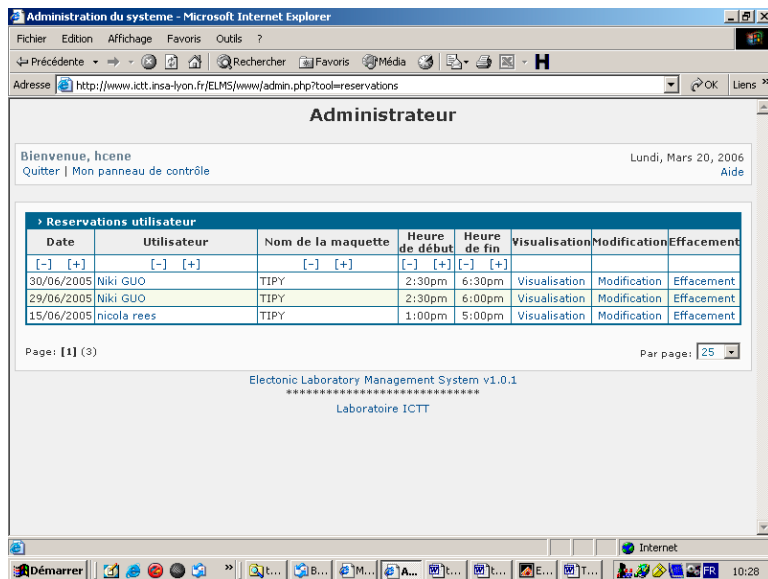 Administration du systeme - Microsoft Internet Explorer
Fichier Edition Affichage Favoris Outils ?
Précédente Rechercher Favoris Média H
Adresse http://www.ictt.insa-lyon.fr/ELMS/www/admin.php?tool=reservations OK Liens »
Administrateur
Bienvenue, hcene Lundi, Mars 20, 2006
Quitter | Mon panneau de contrôle Aide
› Reservations utilisateur
Date Utilisateur Nom de la maquette Heure de début Heure de fin Visualisation Modification Effacement
[-] [+] [-] [+] [-] [+] [-] [+] [-] [+]
30/06/2005 Niki GUO TIPY 2:30pm 6:30pm Visualisation Modification Effacement
29/06/2005 Niki GUO TIPY 2:30pm 6:00pm Visualisation Modification Effacement
15/06/2005 nicola rees TIPY 1:00pm 5:00pm Visualisation Modification Effacement
Page: [1] (3) Par page: 25
Electonic Laboratory Management System v1.0.1
*****************************
Laboratoire ICTT
Internet
Démarrer » t... B... M... A... t... t... E... T... FR 10:28